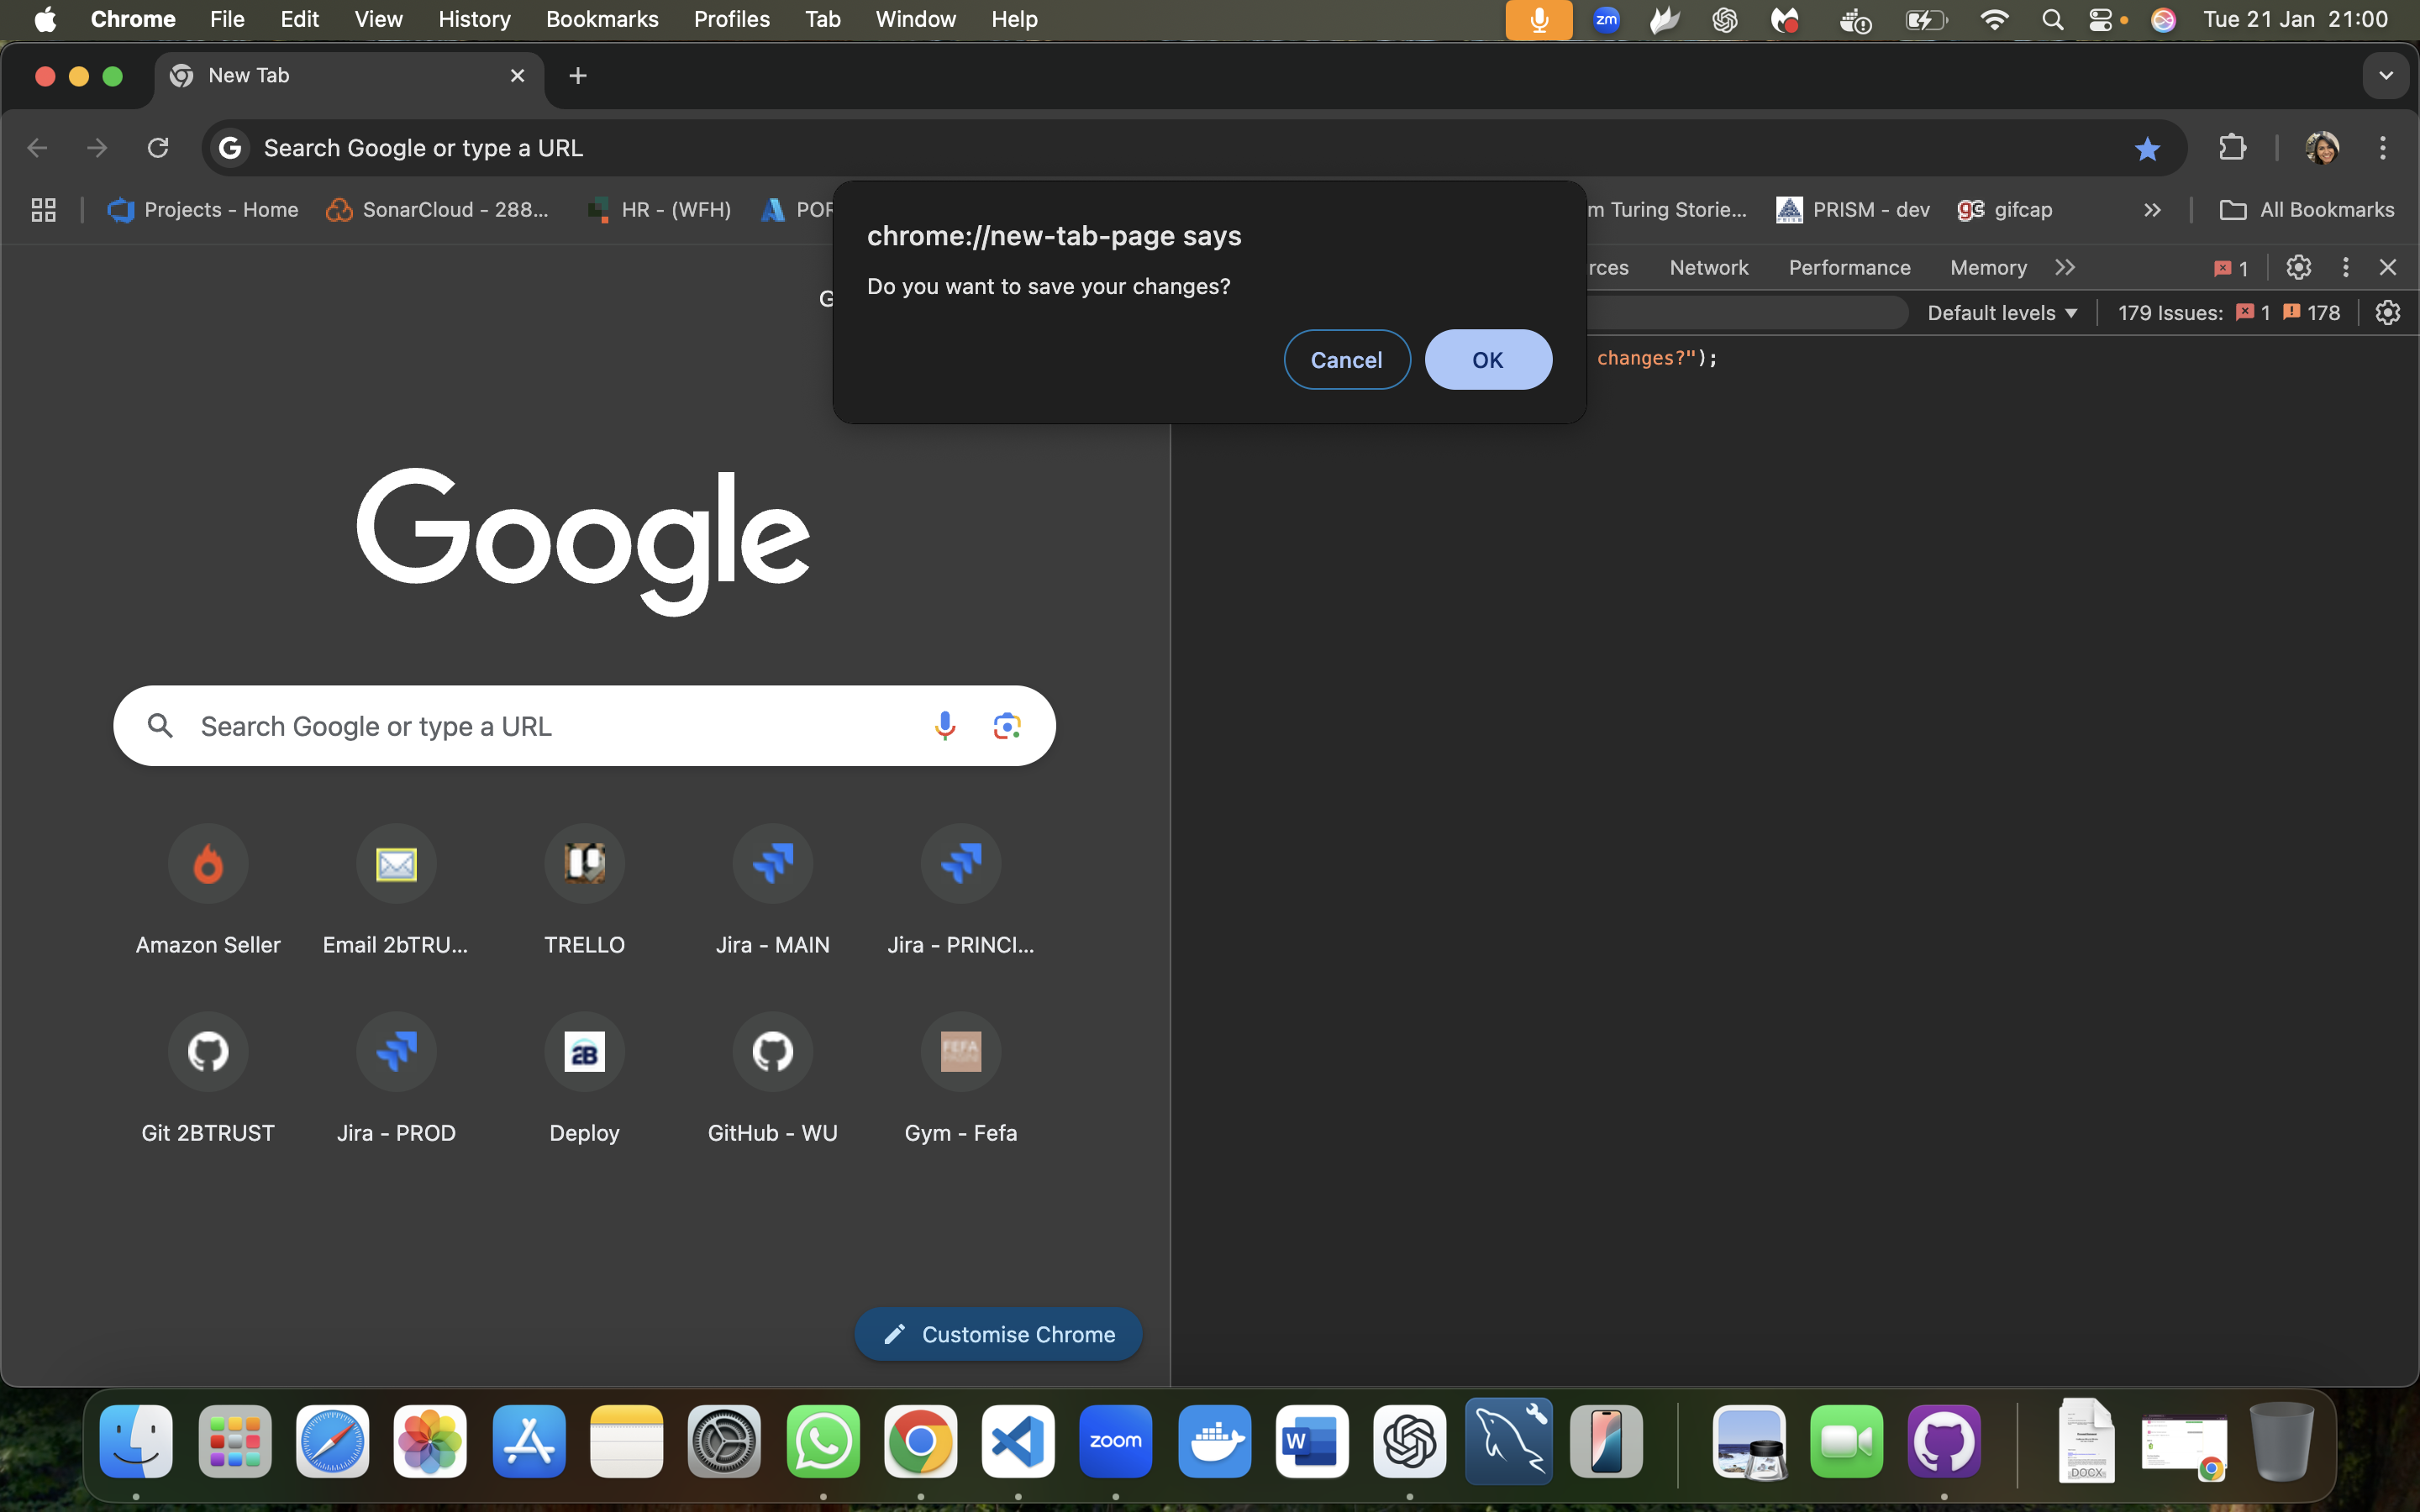 Chrome File Edit View History Bookmarks Profiles Tab Window Help
zm
Tue 21 Jan 21:00
New Tab
Search Google or type a URL
Projects - Home
SonarCloud - 288...
HR - (WFH)
Turing Storie...
PRISM - dev
gifcap
All Bookmarks
chrome://new-tab-page says
Do you want to save your changes?
Cancel
OK
Network
Performance
Memory
1
Default levels
179 Issues: 1 178
changes?");
Google
Search Google or type a URL
Amazon Seller
Email 2bTRU...
TRELLO
Jira - MAIN
Jira - PRINCI...
2B
FEFA
Git 2BTRUST
Jira - PROD
Deploy
GitHub - WU
Gym - Fefa
Customise Chrome
zoom
W
DOCX